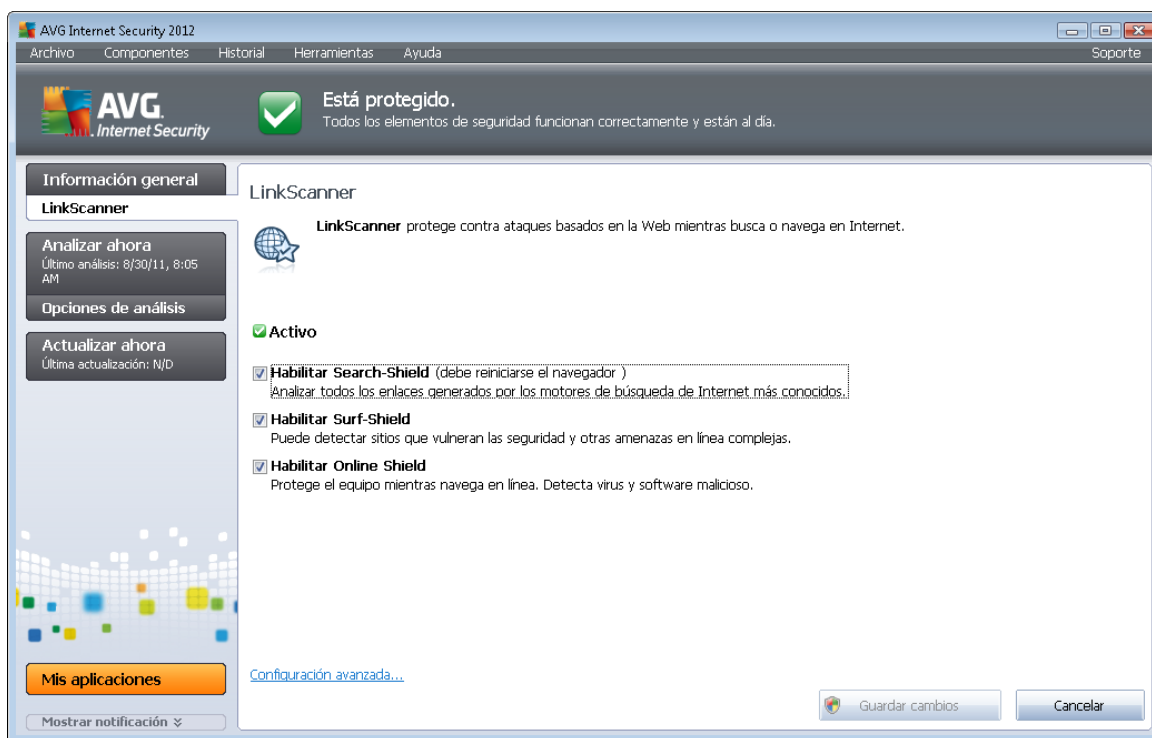 AVG Internet Security 2012
Archivo Componentes Historial Herramientas Ayuda Soporte
AVG.
Internet Security
Está protegido.
Todos los elementos de seguridad funcionan correctamente y están al día.
Información general
LinkScanner
Analizar ahora
Último análisis: 8/30/11, 8:05
AM
Opciones de análisis
Actualizar ahora
Última actualización: N/D
Mis aplicaciones
Mostrar notificación
LinkScanner
LinkScanner protege contra ataques basados en la Web mientras busca o navega en Internet.
Activo
Habilitar Search-Shield (debe reiniciarse el navegador )
Analizar todos los enlaces generados por los motores de búsqueda de Internet más conocidos.
Habilitar Surf-Shield
Puede detectar sitios que vulneran las seguridad y otras amenazas en línea complejas.
Habilitar Online Shield
Protege el equipo mientras navega en línea. Detecta virus y software malicioso.
Configuración avanzada...
Guardar cambios
Cancelar